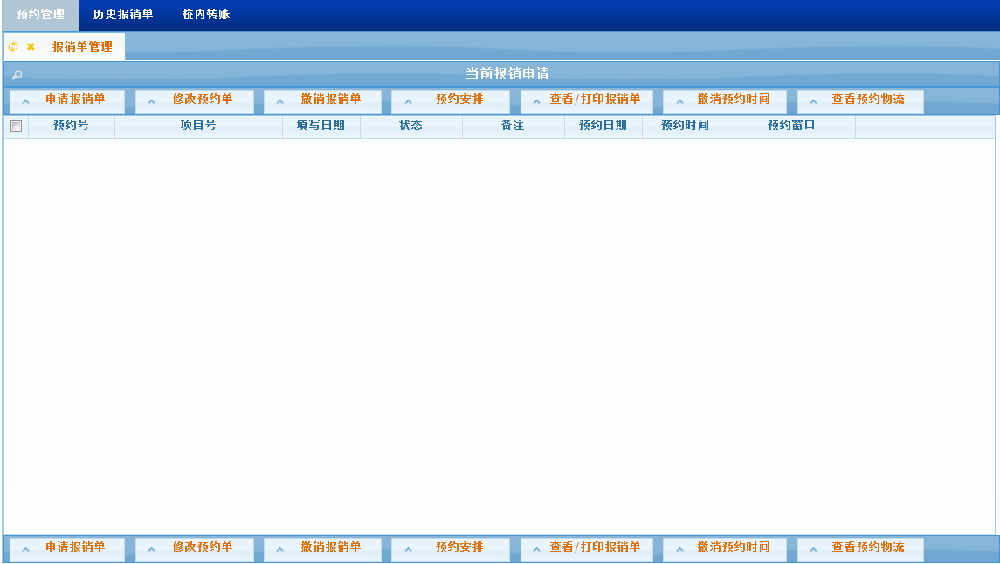 预约管理 历史报销单 校内转账
报销单管理
当前报销申请
申请报销单 修改预约单 撤销报销单 预约安排 查看/打印报销单 撤消预约时间 查看预约物流
预约号 项目号 填写日期 状态 备注 预约日期 预约时间 预约窗口
申请报销单 修改预约单 撤销报销单 预约安排 查看/打印报销单 撤消预约时间 查看预约物流